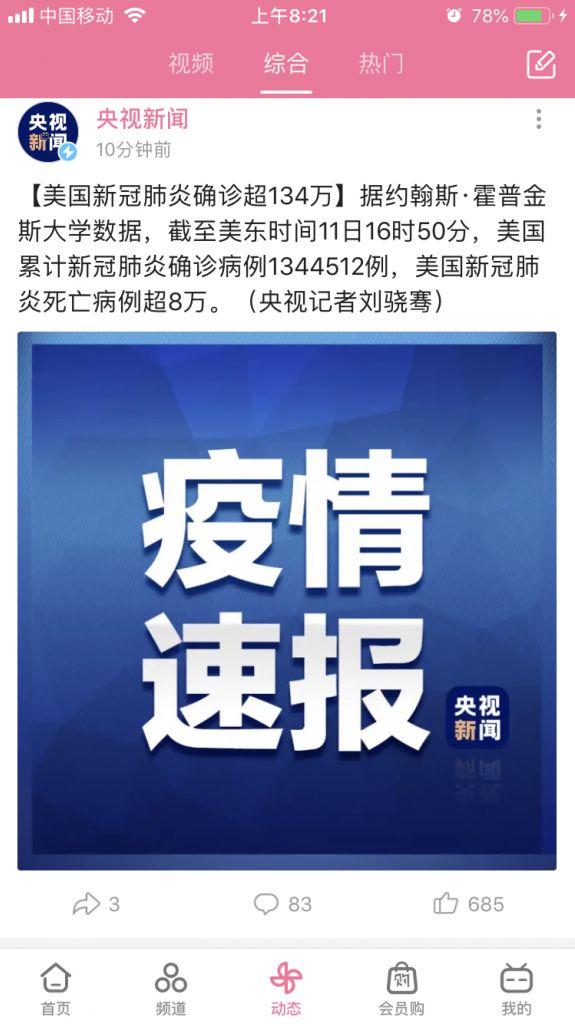 中国移动 上午8:21 78%
视频 综合 热门
央视新闻
央视新闻
10分钟前
【美国新冠肺炎确诊超134万】据约翰斯·霍普金
斯大学数据，截至美东时间11日16时50分，美国
累计新冠肺炎确诊病例1344512例，美国新冠肺
炎死亡病例超8万。（央视记者刘骁骞）
疫情
速报
央视
新闻
3 83 685
购
首页 频道 动态 会员购 我的